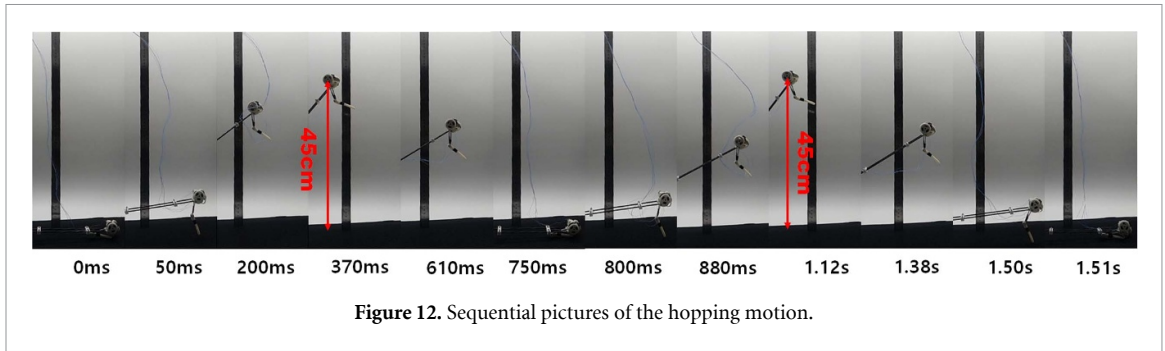 45cm
45cm
0ms 50ms 200ms 370ms 610ms 750ms 800ms 880ms 1.12s 1.38s 1.50s 1.51s
Figure 12. Sequential pictures of the hopping motion.